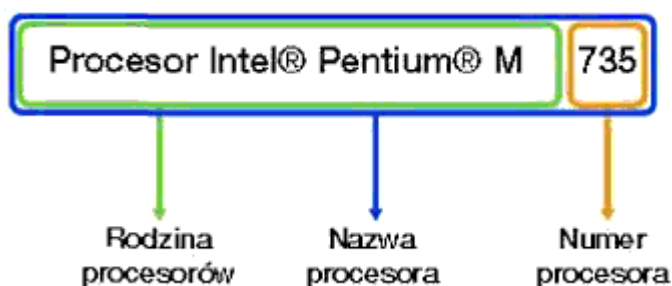 Procesor Intel® Pentium® M 735
Rodzina procesorów
Nazwa procesora
Numer procesora